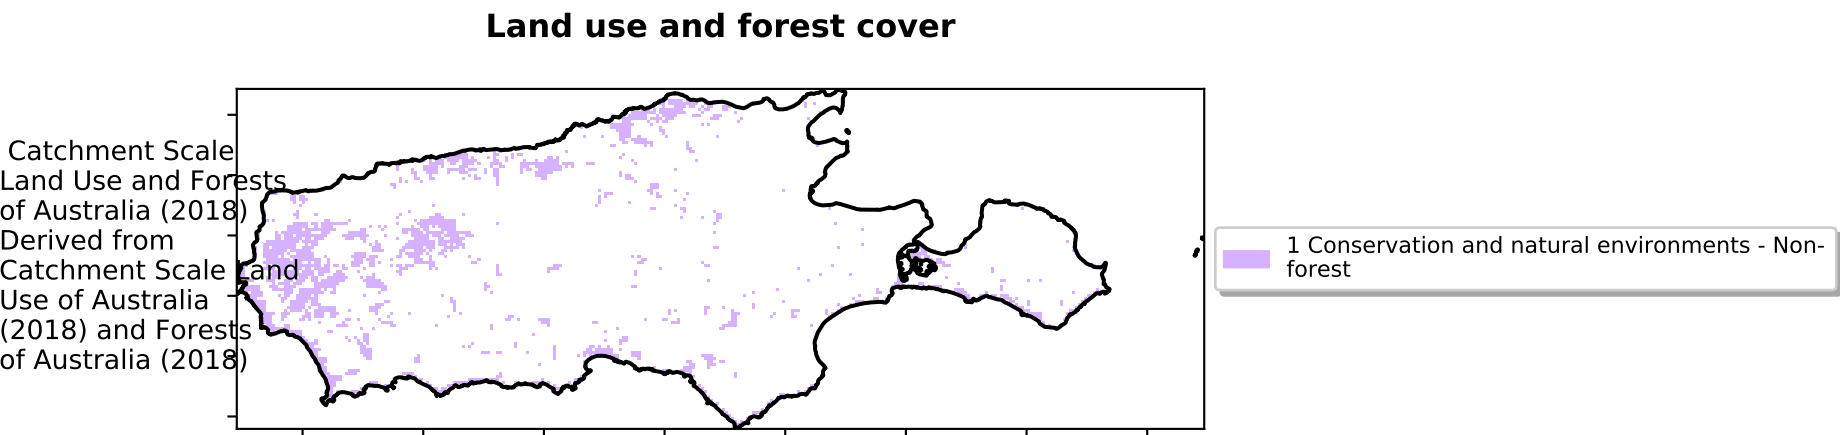 Land use and forest cover
Catchment Scale
Land Use and Forests
of Australia (2018)
Derived from
Catchment Scale Land
Use of Australia
(2018) and Forests
of Australia (2018)
1 Conservation and natural environments - Non-
forest